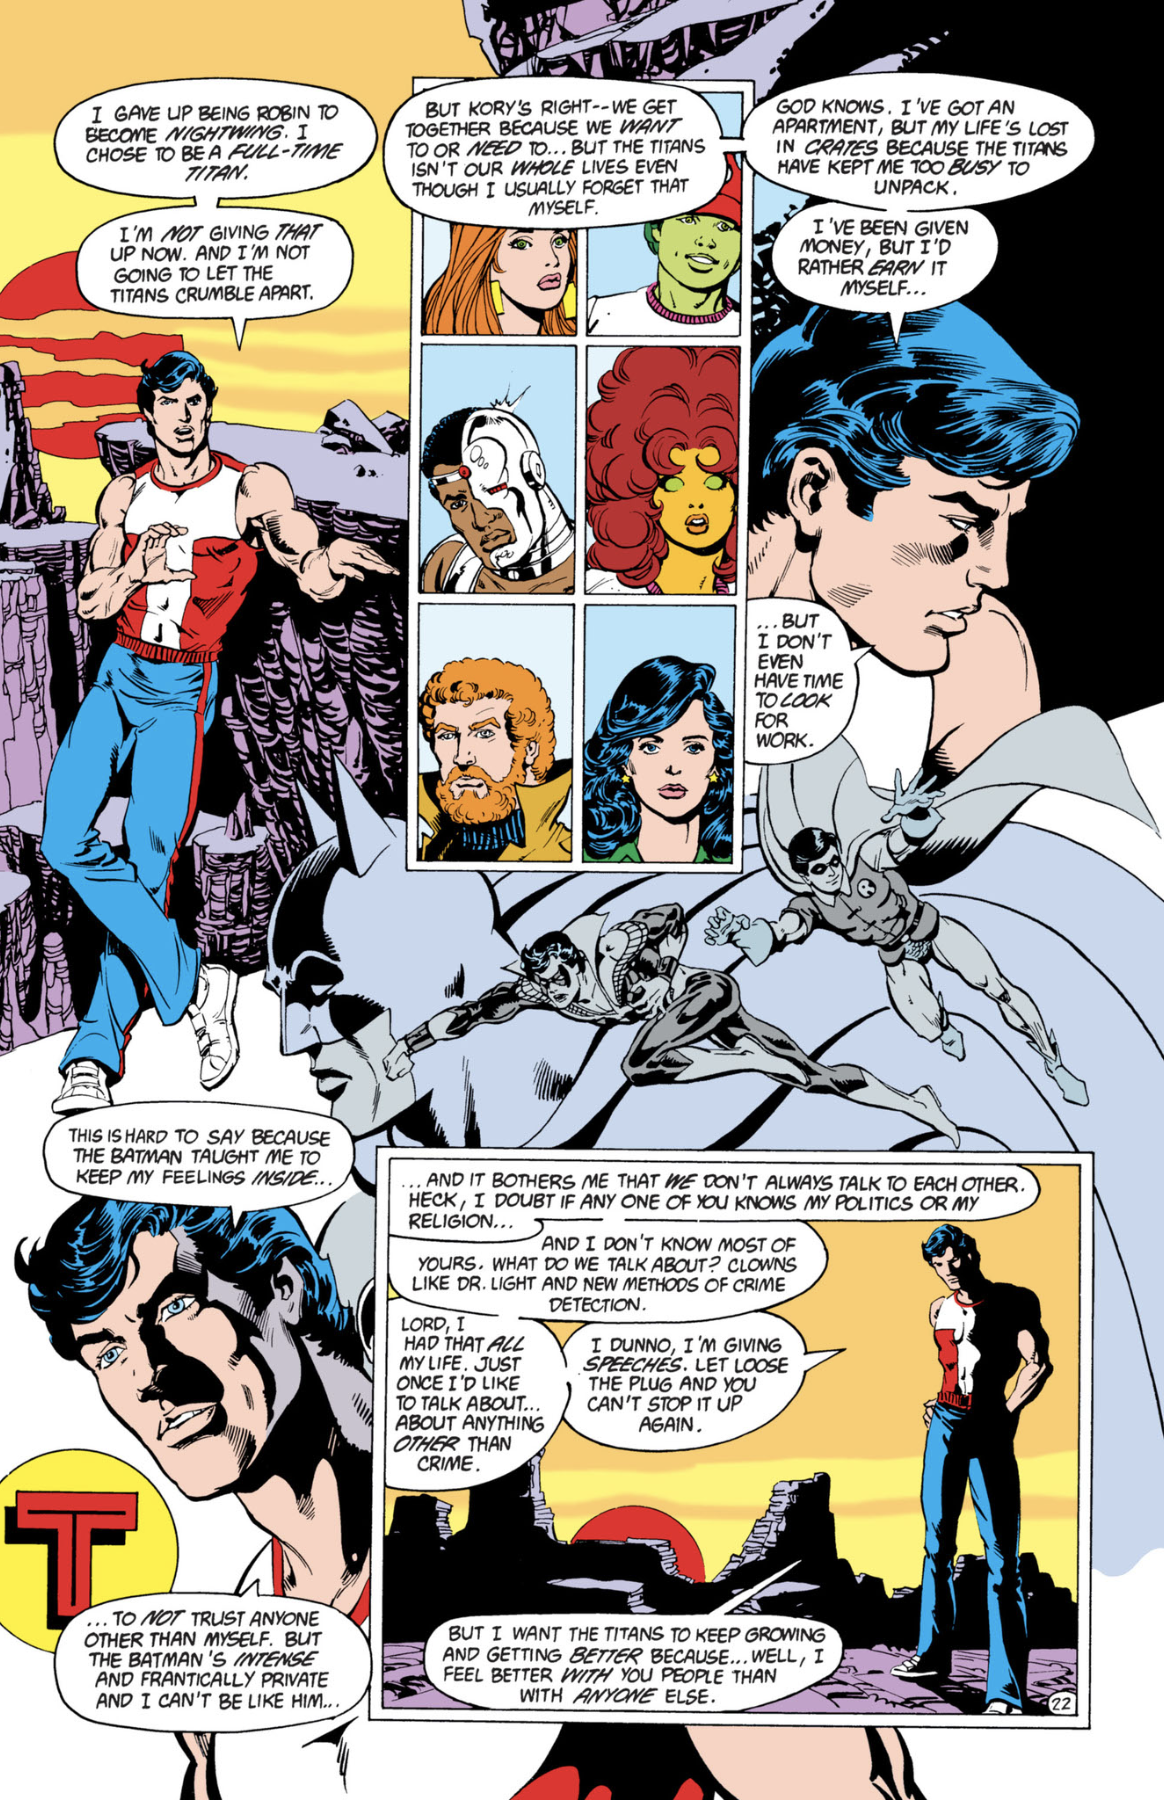 I GAVE UP BEING ROBIN TO
BECOME NIGHTWING. I
CHOSE TO BE A FULL-TIME
TITAN.
I'M NOT GIVING THAT
UP NOW. AND I'M NOT
GOING TO LET THE
TITANS CRUMBLE APART.
BUT KORY'S RIGHT--WE GET
TOGETHER BECAUSE WE WANT
TO OR NEED TO... BUT THE TITANS
ISN'T OUR WHOLE LIVES EVEN
THOUGH I USUALLY FORGET THAT
MYSELF.
GOD KNOWS. I'VE GOT AN
APARTMENT, BUT MY LIFE'S LOST
IN CRATES BECAUSE THE TITANS
HAVE KEPT ME TOO BUSY TO
UNPACK.
I'VE BEEN GIVEN
MONEY, BUT I'D
RATHER EARN IT
MYSELF...
...BUT
I DON'T
EVEN
HAVE TIME
TO LOOK
FOR
WORK.
R
THIS IS HARD TO SAY BECAUSE
THE BATMAN TAUGHT ME TO
KEEP MY FEELINGS INSIDE...
T
...TO NOT TRUST ANYONE
OTHER THAN MYSELF. BUT
THE BATMAN'S INTENSE
AND FRANTICALLY PRIVATE
AND I CAN'T BE LIKE HIM...
...AND IT BOTHERS ME THAT WE DON'T ALWAYS TALK TO EACH OTHER.
HECK, I DOUBT IF ANY ONE OF YOU KNOWS MY POLITICS OR MY
RELIGION...
AND I DON'T KNOW MOST OF
YOURS. WHAT DO WE TALK ABOUT? CLOWNS
LIKE DR. LIGHT AND NEW METHODS OF CRIME
DETECTION.
LORD, I
HAD THAT ALL
MY LIFE. JUST
ONCE I'D LIKE
TO TALK ABOUT...
ABOUT ANYTHING
OTHER THAN
CRIME.
I DUNNO, I'M GIVING
SPEECHES. LET LOOSE
THE PLUG AND YOU
CAN'T STOP IT UP
AGAIN.
BUT I WANT THE TITANS TO KEEP GROWING
AND GETTING BETTER BECAUSE...WELL, I
FEEL BETTER WITH YOU PEOPLE THAN
WITH ANYONE ELSE.
22